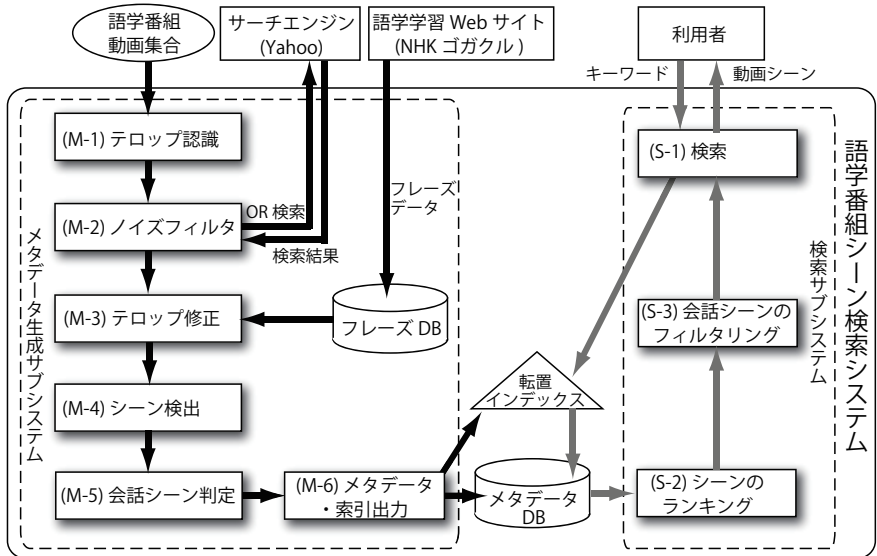 語学番組
動画集合
サーチエンジン
(Yahoo)
語学学習 Web サイト
(NHK ゴガクル )
利用者
キーワード
動画シーン
(M-1) テロップ認識
(S-1) 検索
OR 検索
(M-2) ノイズフィルタ
検索結果
フレーズ
データ
(M-3) テロップ修正
フレーズ DB
(S-3) 会話シーンの
フィルタリング
(M-4) シーン検出
転置
インデックス
(M-5) 会話シーン判定
(M-6) メタデータ
・索引出力
メタデータ
DB
(S-2) シーンの
ランキング
メタデータ生成サブシステム
検索サブシステム
語学番組シーン検索システム